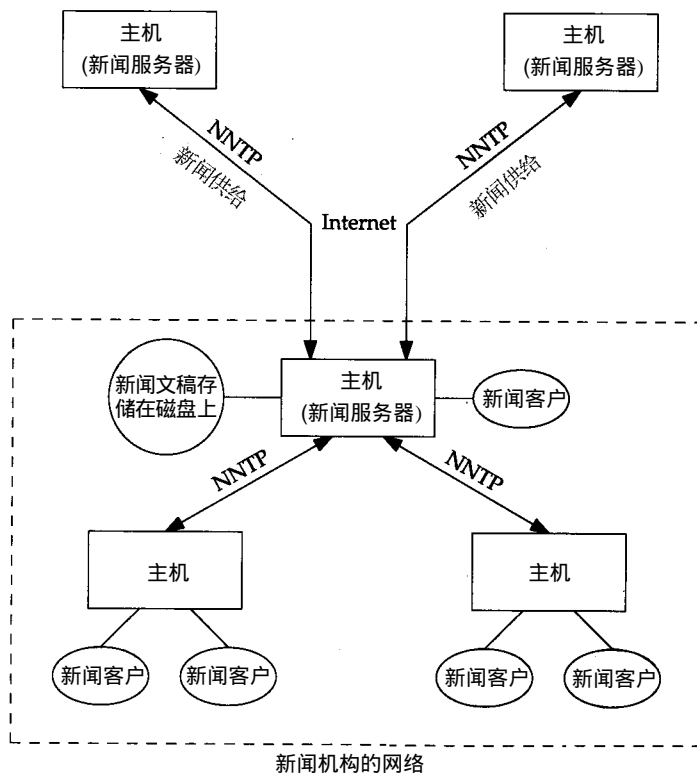 主机
(新闻服务器)
主机
(新闻服务器)
NNTP
新闻供给
NNTP
新闻供给
Internet
新闻文稿存
储在磁盘上
主机
(新闻服务器)
新闻客户
NNTP
NNTP
主机
主机
新闻客户
新闻客户
新闻客户
新闻客户
新闻机构的网络